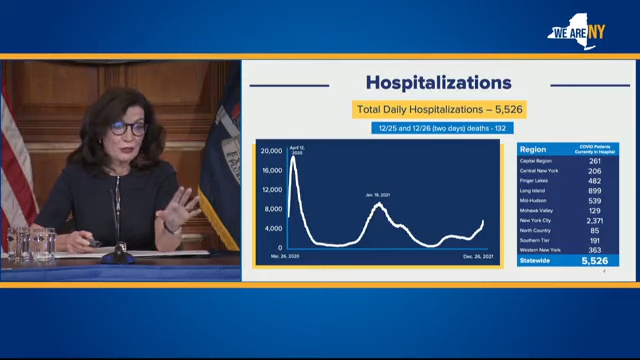 WE ARE NY
Hospitalizations
Total Daily Hospitalizations – 5,526
12/25 and 12/26 (two days) deaths - 132
April 12,
2020
20,000
16,000
12,000
8,000
4,000
0
Jan. 19, 2021
Mar. 26, 2020
Dec. 26, 2021
Region COVID Patients
Currently in Hospital
Capital Region 261
Central New York 206
Finger Lakes 482
Long Island 899
Mid-Hudson 539
Mohawk Valley 129
New York City 2,371
North Country 85
Southern Tier 191
Western New York 363
Statewide 5,526